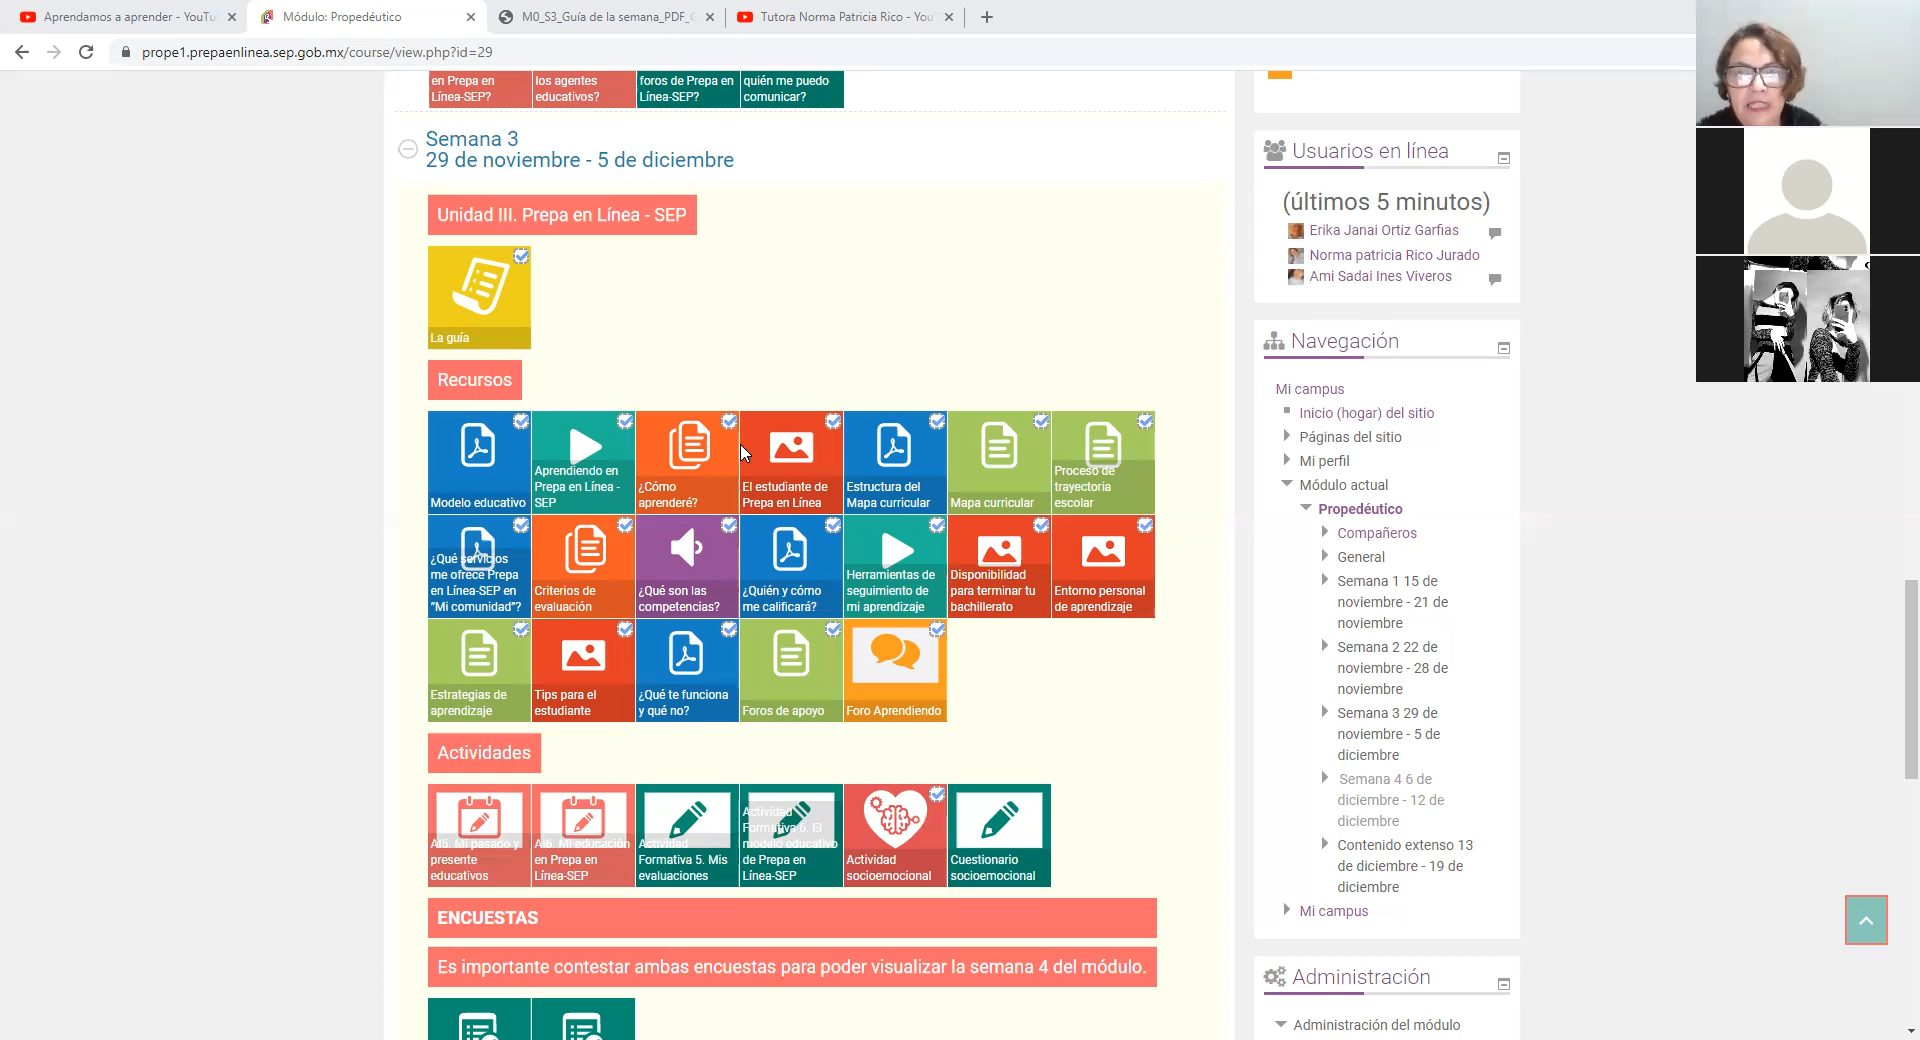 Aprendamos a aprender - YouTu
Módulo: Propedéutico
M0_S3_Guía de la semana_PDF_G
Tutora Norma Patricia Rico - You
prope1.prepaenlinea.sep.gob.mx/course/view.php?id=29
en Prepa en
Línea-SEP?
los agentes
educativos?
foros de Prepa en
Línea-SEP?
quién me puedo
comunicar?
Semana 3
29 de noviembre - 5 de diciembre
Unidad III. Prepa en Línea - SEP
La guía
Recursos
Modelo educativo
Aprendiendo en
Prepa en Línea -
SEP
¿Cómo
aprenderé?
El estudiante de
Prepa en Línea
Estructura del
Mapa curricular
Mapa curricular
Proceso de
trayectoria
escolar
¿Qué servicios
me ofrece Prepa
en Línea-SEP en
"Mi comunidad"?
Criterios de
evaluación
¿Qué son las
competencias?
¿Quién y cómo
me calificará?
Herramientas de
seguimiento de
mi aprendizaje
Disponibilidad
para terminar tu
bachillerato
Entorno personal
de aprendizaje
Estrategias de
aprendizaje
Tips para el
estudiante
¿Qué te funciona
y qué no?
Foros de apoyo
Foro Aprendiendo
Actividades
AI5. Mi pasado y
presente
educativos
AI6. Mi educación
en Prepa en
Línea-SEP
Actividad
Formativa 5. Mis
evaluaciones
Actividad
Formativa 6. El
modelo educativo
de Prepa en
Línea-SEP
Actividad
socioemocional
Cuestionario
socioemocional
ENCUESTAS
Es importante contestar ambas encuestas para poder visualizar la semana 4 del módulo.
Usuarios en línea
(últimos 5 minutos)
Erika Janai Ortiz Garfias
Norma patricia Rico Jurado
Ami Sadai Ines Viveros
Navegación
Mi campus
Inicio (hogar) del sitio
Páginas del sitio
Mi perfil
Módulo actual
Propedéutico
Compañeros
General
Semana 1 15 de
noviembre - 21 de
noviembre
Semana 2 22 de
noviembre - 28 de
noviembre
Semana 3 29 de
noviembre - 5 de
diciembre
Semana 4 6 de
diciembre - 12 de
diciembre
Contenido extenso 13
de diciembre - 19 de
diciembre
Mi campus
Administración
Administración del módulo